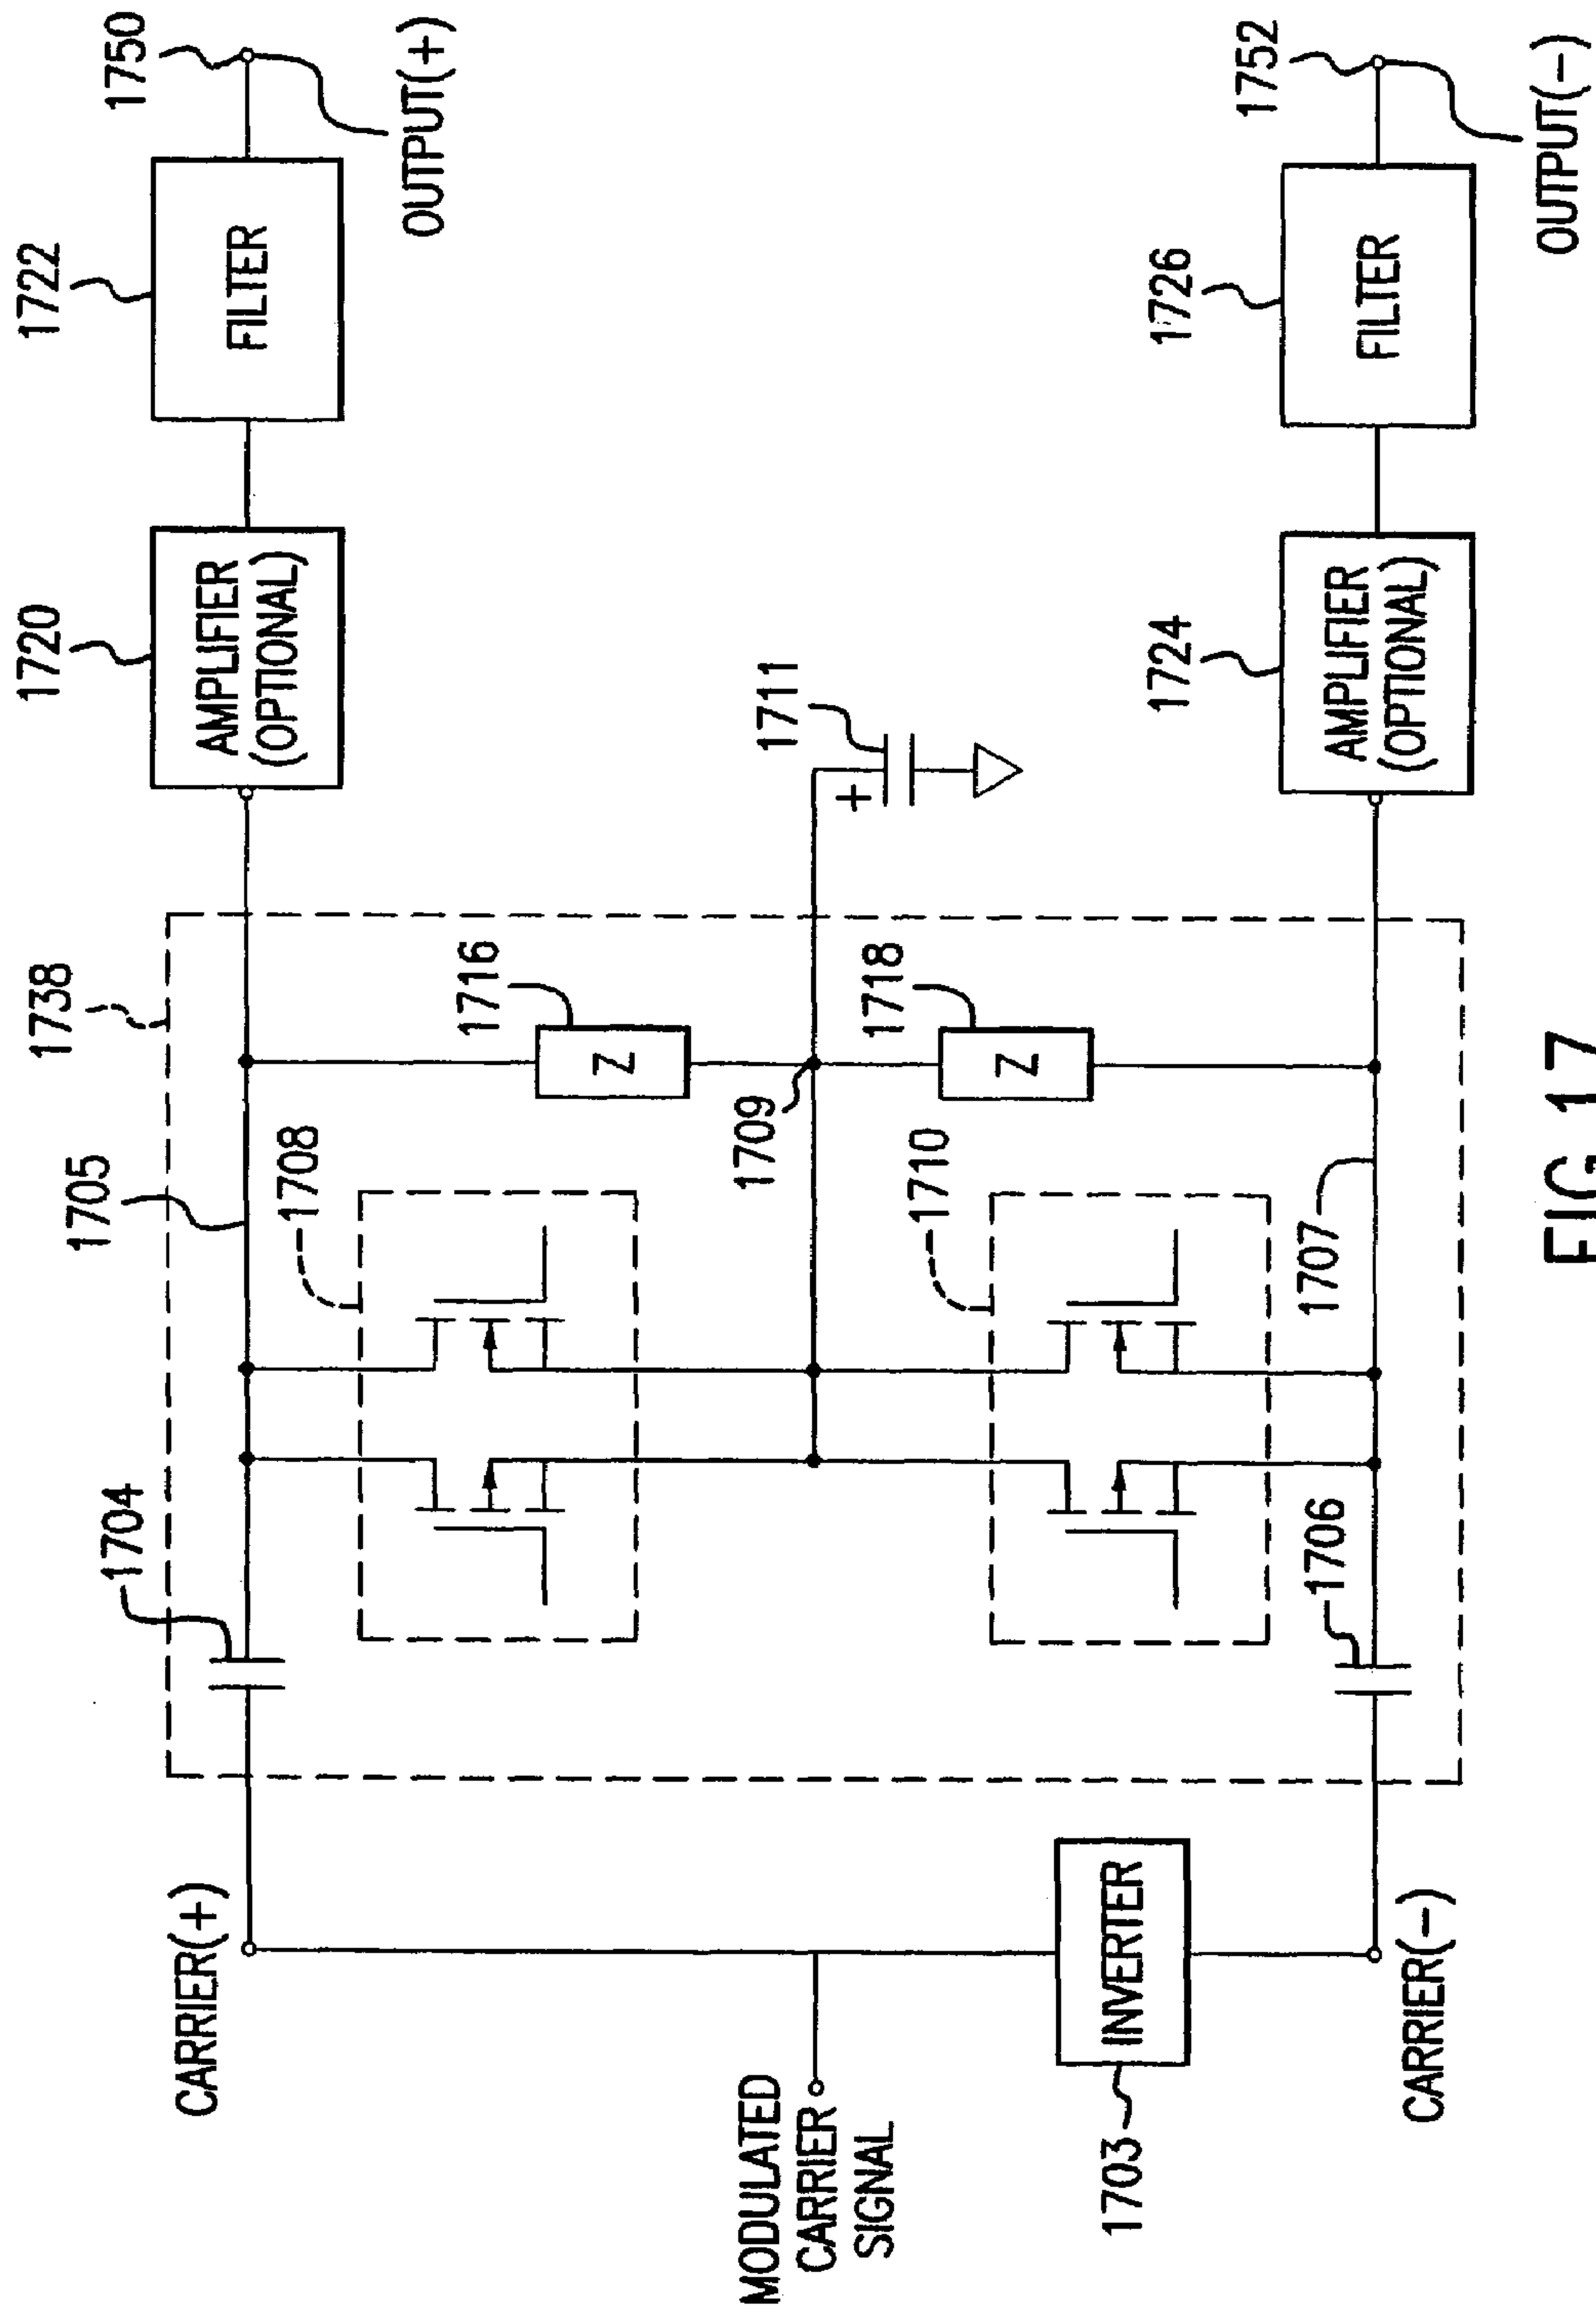 1738
1704
1705
1708
1716
1709
1711
1710
1718
1706
1707
CARRIER(+)
MODULATED
CARRIER
SIGNAL
INVERTER
1703
CARRIER(−)
1720
AMPLIFIER
(OPTIONAL)
1722
FILTER
1750
OUTPUT(+)
Z
Z
+
1724
AMPLIFIER
(OPTIONAL)
1726
FILTER
1752
OUTPUT(−)
FIG.17